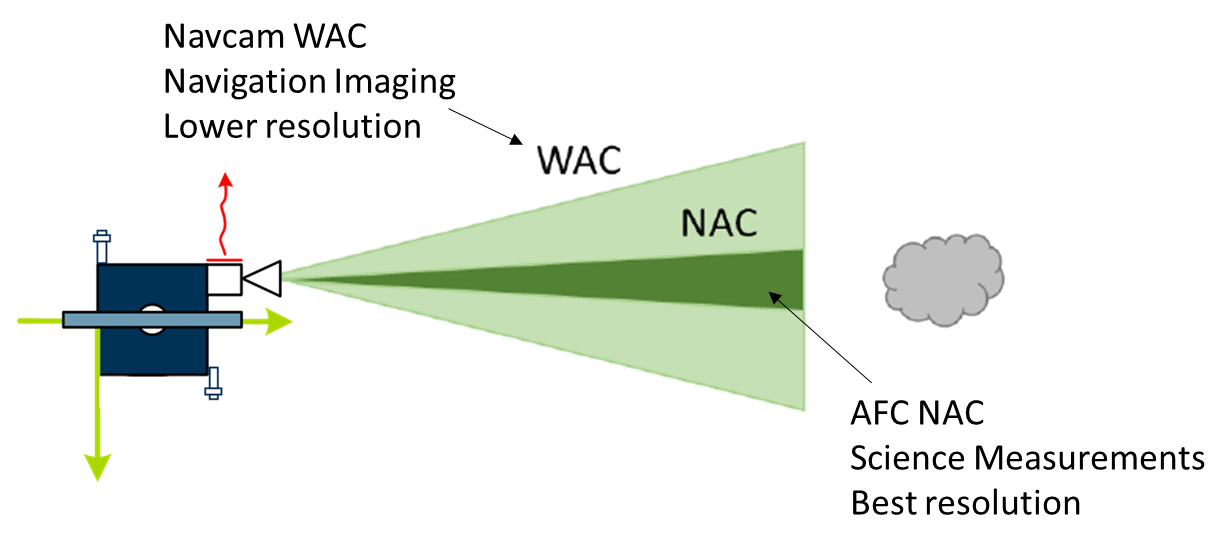 Navcam WAC
Navigation Imaging
Lower resolution
WAC
NAC
AFC NAC
Science Measurements
Best resolution